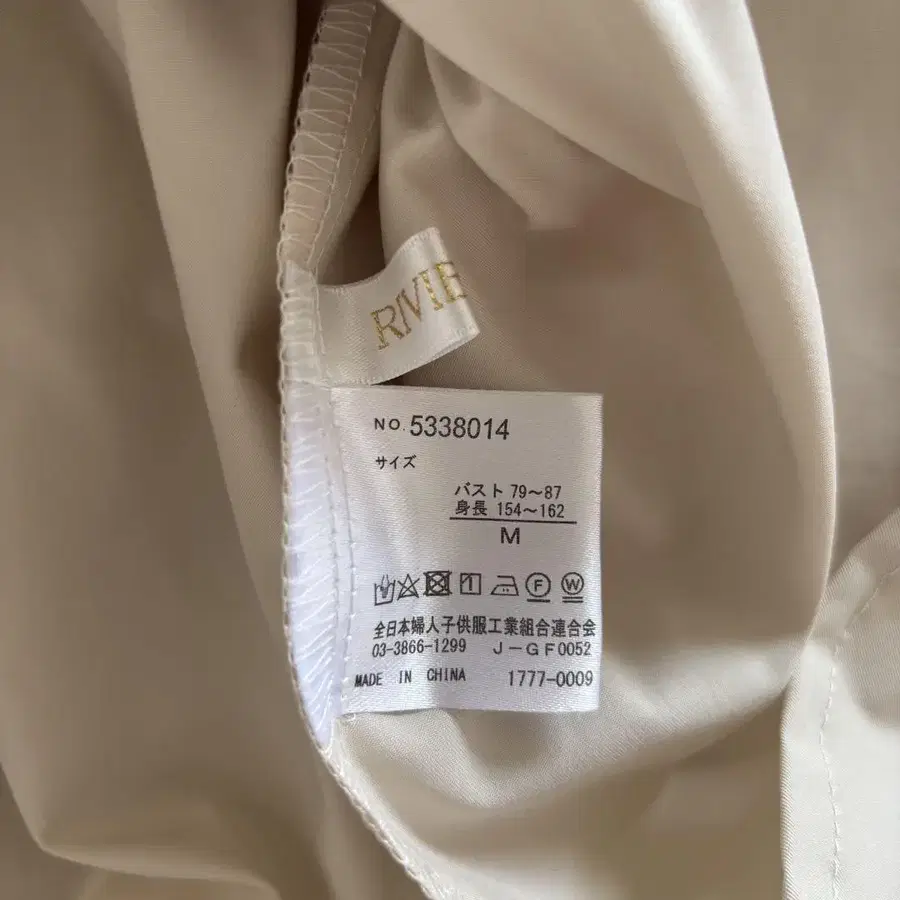 RIVIE
NO. 5338014
サイズ
バスト 79～87
身長 154～162
M
F W
全日本婦人子供服工業組合連合会
03-3866-1299 J-GF0052
MADE IN CHINA 1777-0009